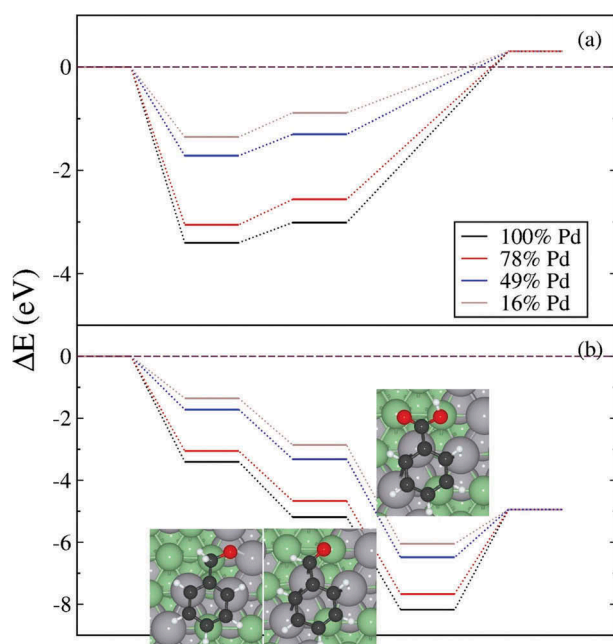 (a)
0
-2
-4
100% Pd
78% Pd
49% Pd
16% Pd
ΔE (eV)
(b)
0
-2
-4
-6
-8